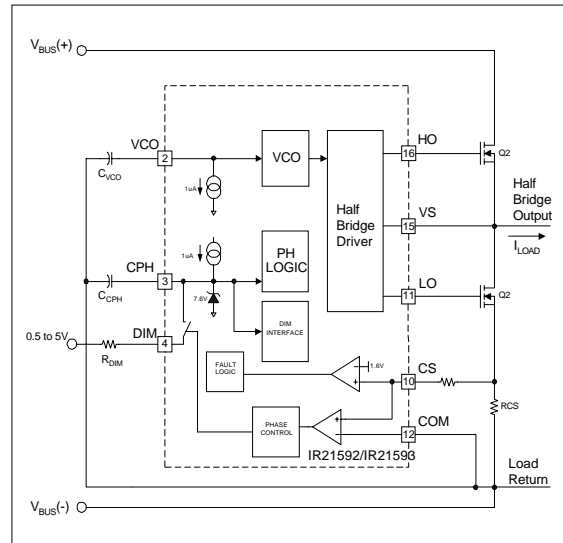 VBUS(+)
VCO
2
CVCO
1uA
VCO
HO
16
Q2
Half
Bridge
Driver
VS
15
Half
Bridge
Output
ILOAD
CPH
3
CCPH
1uA
7.6V
PH
LOGIC
LO
11
Q2
0.5 to 5V
DIM
4
RDIM
DIM
INTERFACE
FAULT
LOGIC
1.6V
CS
10
RCS
PHASE
CONTROL
COM
12
IR21592/IR21593
Load
Return
VBUS(-)